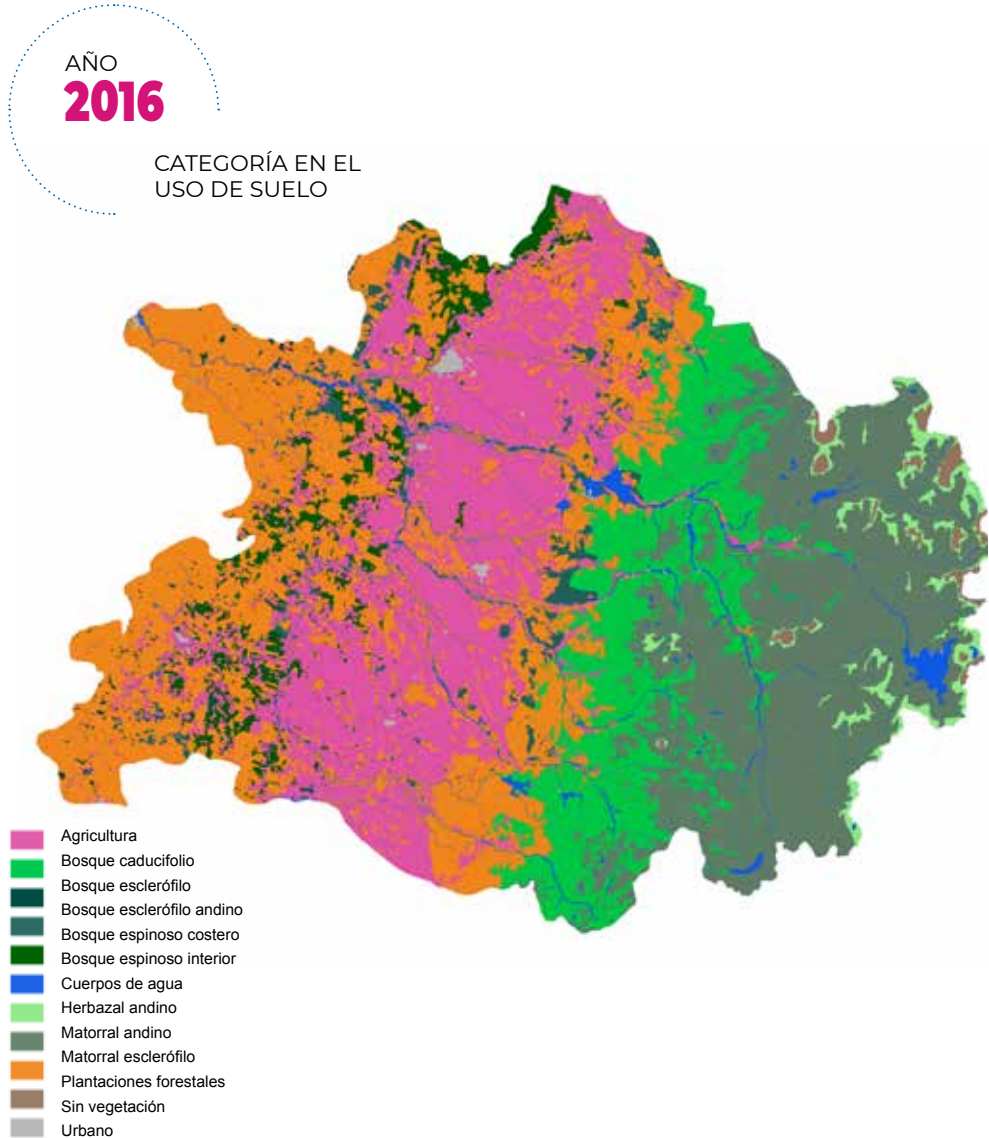 AÑO
2016
CATEGORÍA EN EL
USO DE SUELO
Agricultura
Bosque caducifolio
Bosque esclerófilo
Bosque esclerófilo andino
Bosque espinoso costero
Bosque espinoso interior
Cuerpos de agua
Herbazal andino
Matorral andino
Matorral esclerófilo
Plantaciones forestales
Sin vegetación
Urbano